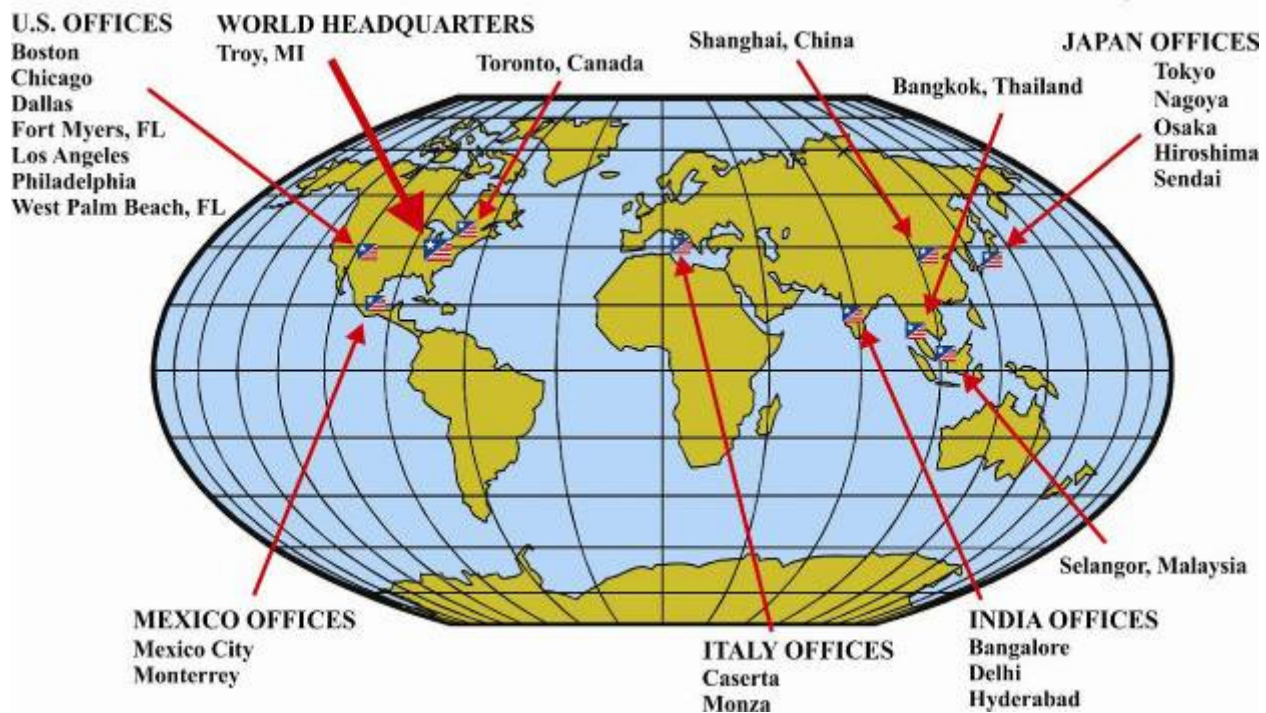 U.S. OFFICES
Boston
Chicago
Dallas
Fort Myers, FL
Los Angeles
Philadelphia
West Palm Beach, FL
WORLD HEADQUARTERS
Troy, MI
Toronto, Canada
Shanghai, China
Bangkok, Thailand
JAPAN OFFICES
Tokyo
Nagoya
Osaka
Hiroshima
Sendai
MEXICO OFFICES
Mexico City
Monterrey
ITALY OFFICES
Caserta
Monza
Selangor, Malaysia
INDIA OFFICES
Bangalore
Delhi
Hyderabad